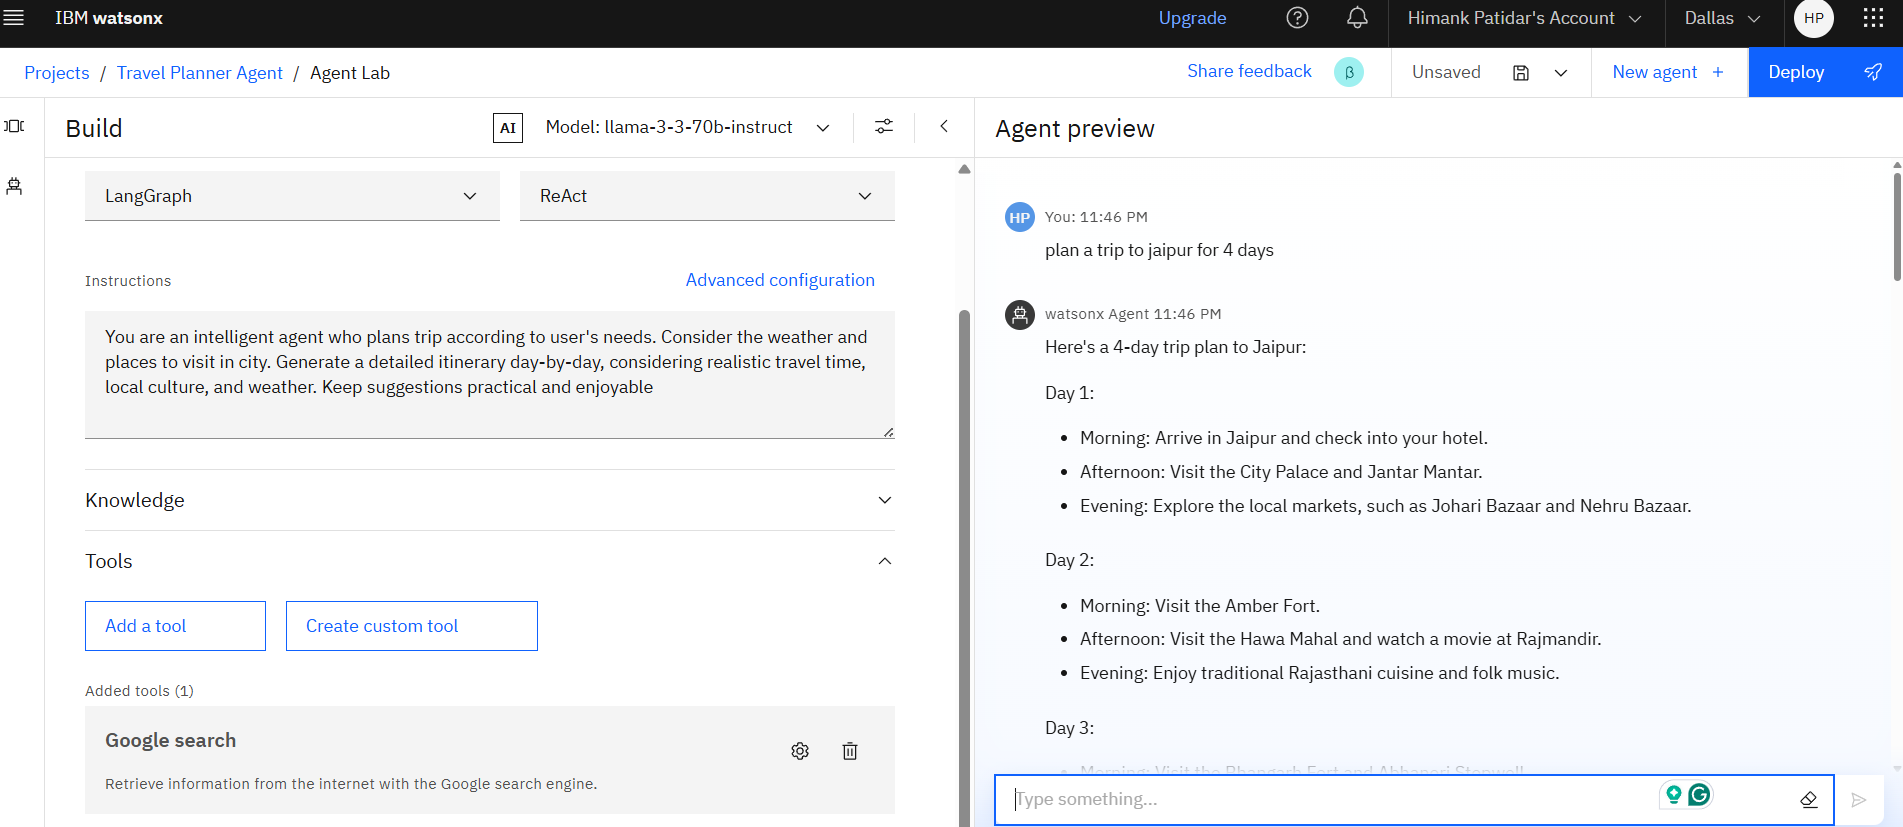 IBM watsonx
Upgrade
Himank Patidar's Account
Dallas
HP
Projects / Travel Planner Agent / Agent Lab
Share feedback
β
Unsaved
New agent +
Deploy
Build
AI
Model: llama-3-3-70b-instruct
LangGraph
ReAct
Instructions
Advanced configuration
You are an intelligent agent who plans trip according to user's needs. Consider the weather and
places to visit in city. Generate a detailed itinerary day-by-day, considering realistic travel time,
local culture, and weather. Keep suggestions practical and enjoyable
Knowledge
Tools
Add a tool
Create custom tool
Added tools (1)
Google search
Retrieve information from the internet with the Google search engine.
Agent preview
HP
You: 11:46 PM
plan a trip to jaipur for 4 days
watsonx Agent 11:46 PM
Here's a 4-day trip plan to Jaipur:
Day 1:
• Morning: Arrive in Jaipur and check into your hotel.
• Afternoon: Visit the City Palace and Jantar Mantar.
• Evening: Explore the local markets, such as Johari Bazaar and Nehru Bazaar.
Day 2:
• Morning: Visit the Amber Fort.
• Afternoon: Visit the Hawa Mahal and watch a movie at Rajmandir.
• Evening: Enjoy traditional Rajasthani cuisine and folk music.
Day 3:
• Morning: Visit the Bhangarh Fort and Abhaneri Stepwell.
Type something...